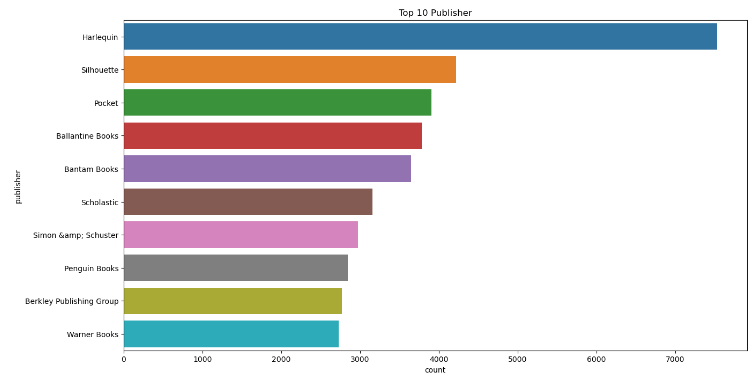 Top 10 Publisher
Harlequin
Silhouette
Pocket
Ballantine Books
Bantam Books
Scholastic
Simon &amp; Schuster
Penguin Books
Berkley Publishing Group
Warner Books
publisher
0 1000 2000 3000 4000 5000 6000 7000
count